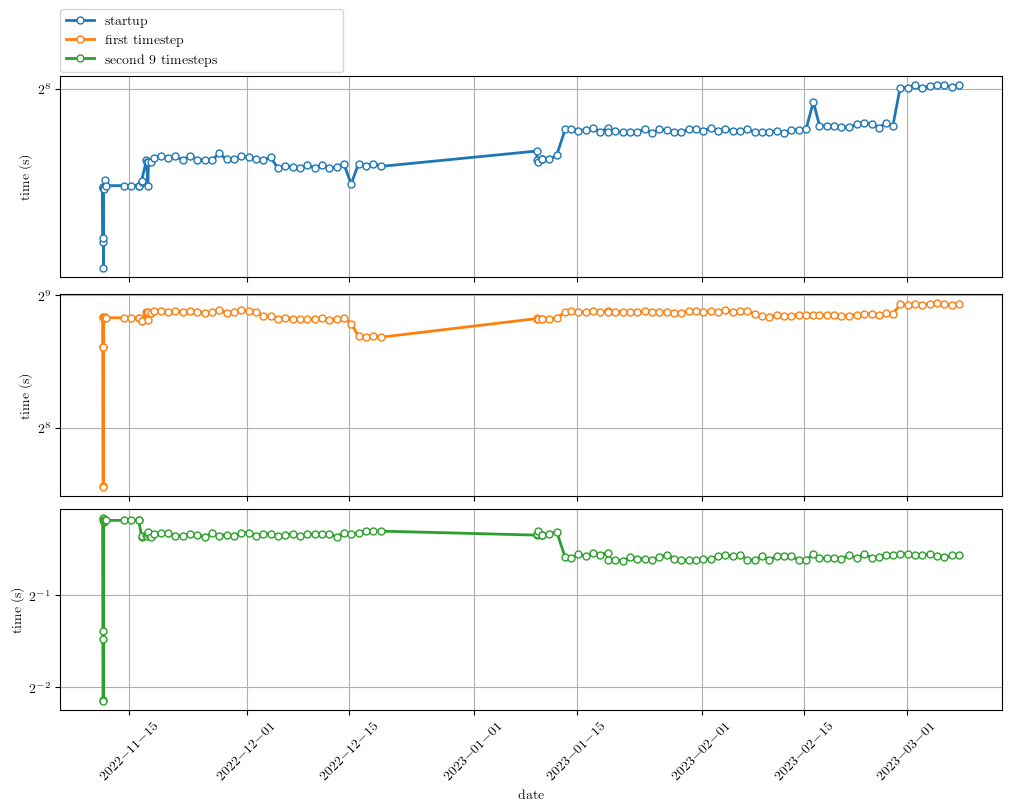 startup
first timestep
second 9 timesteps
2^8
time (s)
2^9
2^8
time (s)
2^−1
2^−2
time (s)
2022−11−15
2022−12−01
2022−12−15
2023−01−01
2023−01−15
2023−02−01
2023−02−15
2023−03−01
date